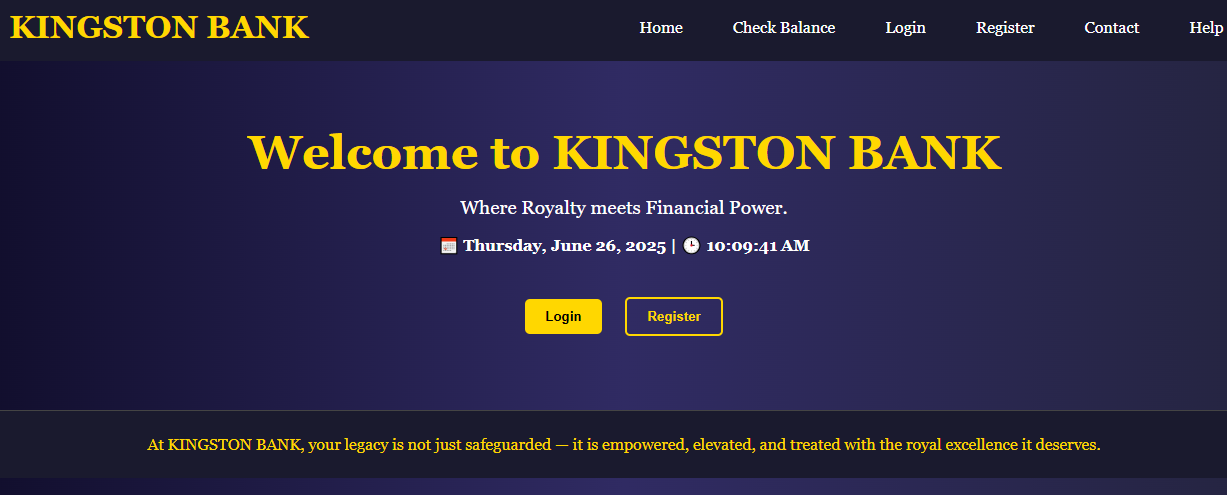 KINGSTON BANK
Home Check Balance Login Register Contact Help
Welcome to KINGSTON BANK
Where Royalty meets Financial Power.
📅 Thursday, June 26, 2025 | 🕒 10:09:41 AM
Login Register
At KINGSTON BANK, your legacy is not just safeguarded — it is empowered, elevated, and treated with the royal excellence it deserves.